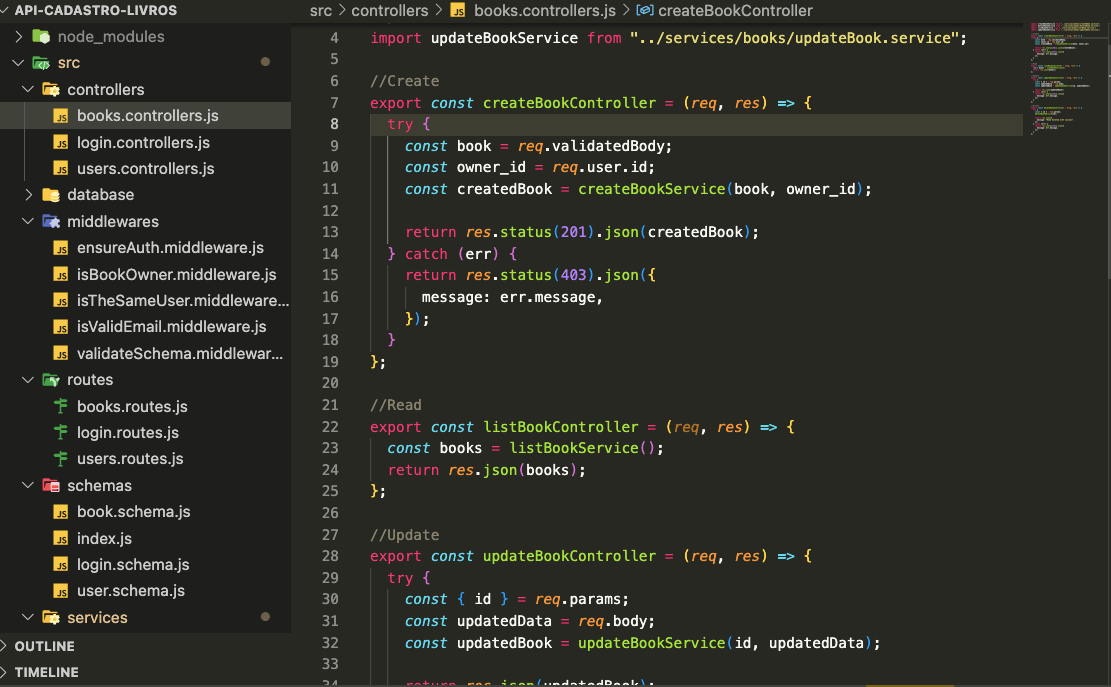 API-CADASTRO-LIVROS
node_modules
src
controllers
books.controllers.js
login.controllers.js
users.controllers.js
database
middlewares
ensureAuth.middleware.js
isBookOwner.middleware.js
isTheSameUser.middleware...
isValidEmail.middleware.js
validateSchema.middlewar...
routes
books.routes.js
login.routes.js
users.routes.js
schemas
book.schema.js
index.js
login.schema.js
user.schema.js
services
OUTLINE
TIMELINE
src > controllers > JS books.controllers.js > createBookController
4 import updateBookService from "../services/books/updateBook.service";
5
6 //Create
7 export const createBookController = (req, res) => {
8 try {
9 const book = req.validatedBody;
10 const owner_id = req.user.id;
11 const createdBook = createBookService(book, owner_id);
12
13 return res.status(201).json(createdBook);
14 } catch (err) {
15 return res.status(403).json({
16 message: err.message,
17 });
18 }
19 };
20
21 //Read
22 export const listBookController = (req, res) => {
23 const books = listBookService();
24 return res.json(books);
25 };
26
27 //Update
28 export const updateBookController = (req, res) => {
29 try {
30 const { id } = req.params;
31 const updatedData = req.body;
32 const updatedBook = updateBookService(id, updatedData);
33
34 return res.json(updatedBook);